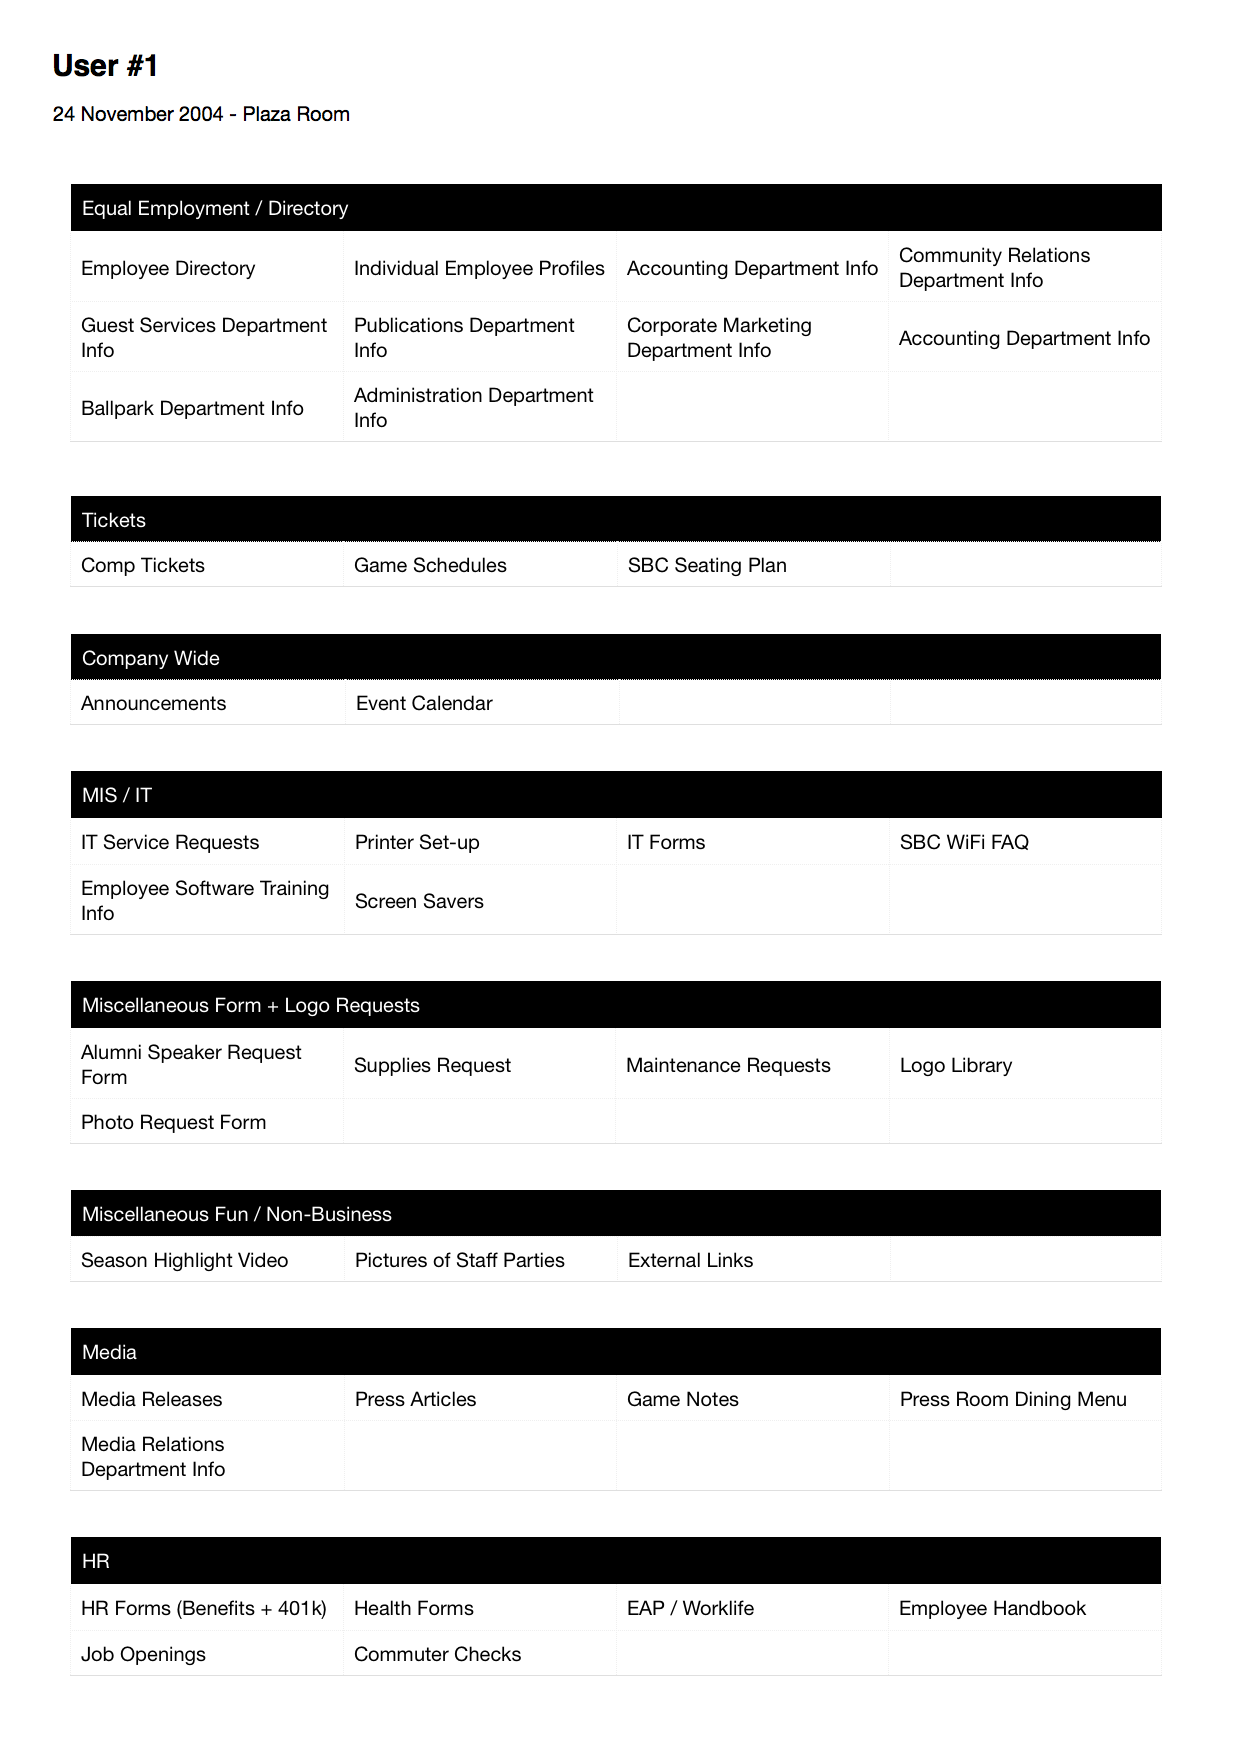 User #1
24 November 2004 - Plaza Room
Equal Employment / Directory
Employee Directory
Individual Employee Profiles
Accounting Department Info
Community Relations
Department Info
Guest Services Department
Info
Publications Department
Info
Corporate Marketing
Department Info
Accounting Department Info
Ballpark Department Info
Administration Department
Info
Tickets
Comp Tickets
Game Schedules
SBC Seating Plan
Company Wide
Announcements
Event Calendar
MIS / IT
IT Service Requests
Printer Set-up
IT Forms
SBC WiFi FAQ
Employee Software Training
Info
Screen Savers
Miscellaneous Form + Logo Requests
Alumni Speaker Request
Form
Supplies Request
Maintenance Requests
Logo Library
Photo Request Form
Miscellaneous Fun / Non-Business
Season Highlight Video
Pictures of Staff Parties
External Links
Media
Media Releases
Press Articles
Game Notes
Press Room Dining Menu
Media Relations
Department Info
HR
HR Forms (Benefits + 401k)
Health Forms
EAP / Worklife
Employee Handbook
Job Openings
Commuter Checks